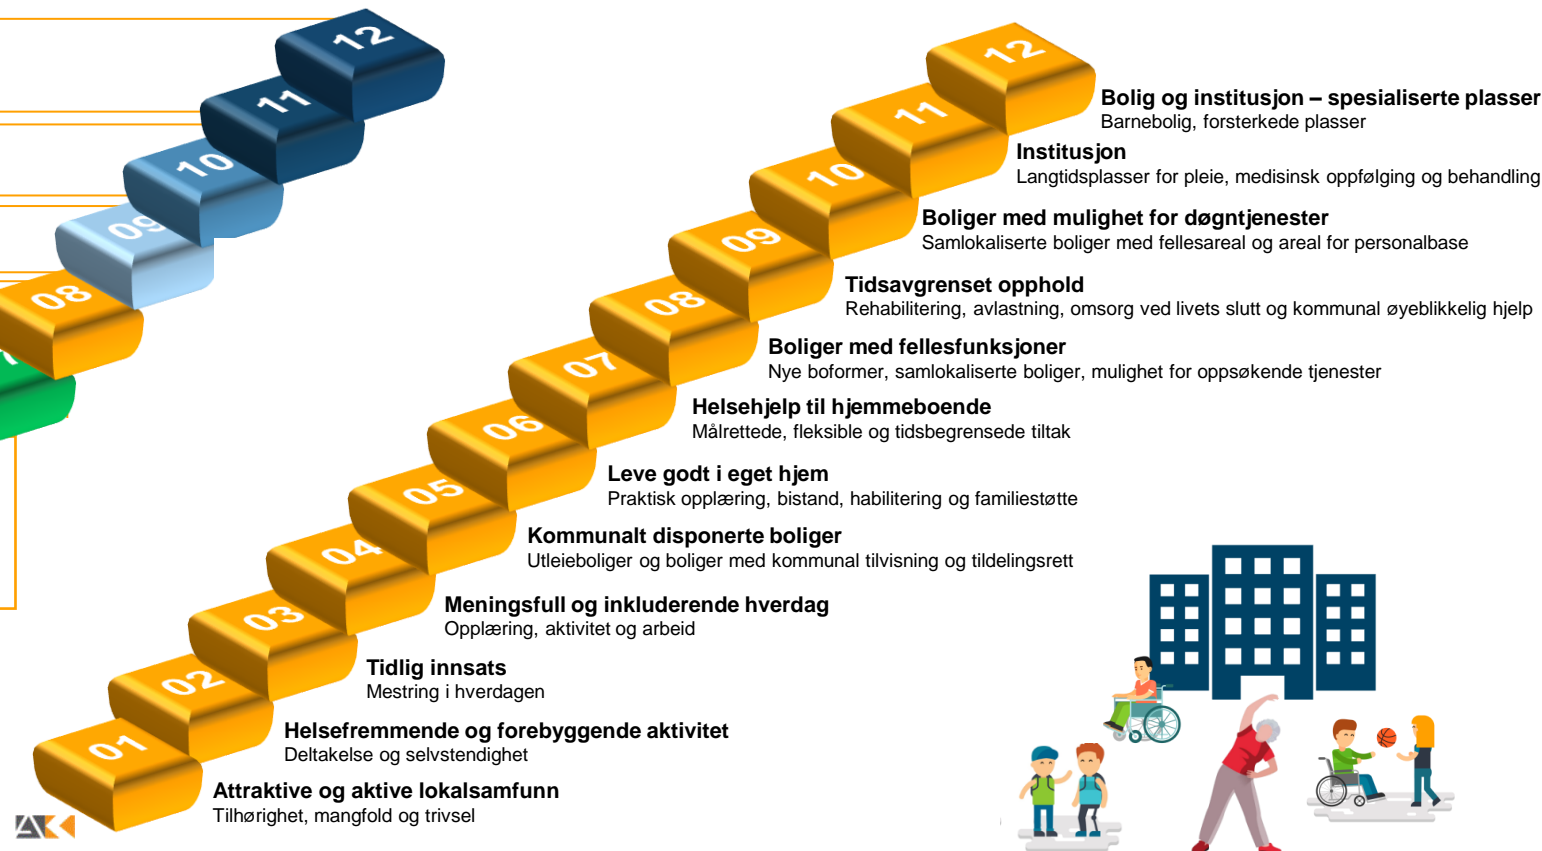 12
11
10
09
08
12
Bolig og institusjon – spesialiserte plasser
Barnebolig, forsterkede plasser
11
Institusjon
Langtidsplasser for pleie, medisinsk oppfølging og behandling
10
Boliger med mulighet for døgntjenester
Samlokaliserte boliger med fellesareal og areal for personalbase
09
Tidsavgrenset opphold
Rehabilitering, avlastning, omsorg ved livets slutt og kommunal øyeblikkelig hjelp
08
Boliger med fellesfunksjoner
Nye boformer, samlokaliserte boliger, mulighet for oppsøkende tjenester
07
Helsehjelp til hjemmeboende
Målrettede, fleksible og tidsbegrensede tiltak
06
Leve godt i eget hjem
Praktisk opplæring, bistand, habilitering og familiestøtte
05
Kommunalt disponerte boliger
Utleieboliger og boliger med kommunal tilvisning og tildelingsrett
04
Meningsfull og inkluderende hverdag
Opplæring, aktivitet og arbeid
03
Tidlig innsats
Mestring i hverdagen
02
Helsefremmende og forebyggende aktivitet
Deltakelse og selvstendighet
01
Attraktive og aktive lokalsamfunn
Tilhørighet, mangfold og trivsel